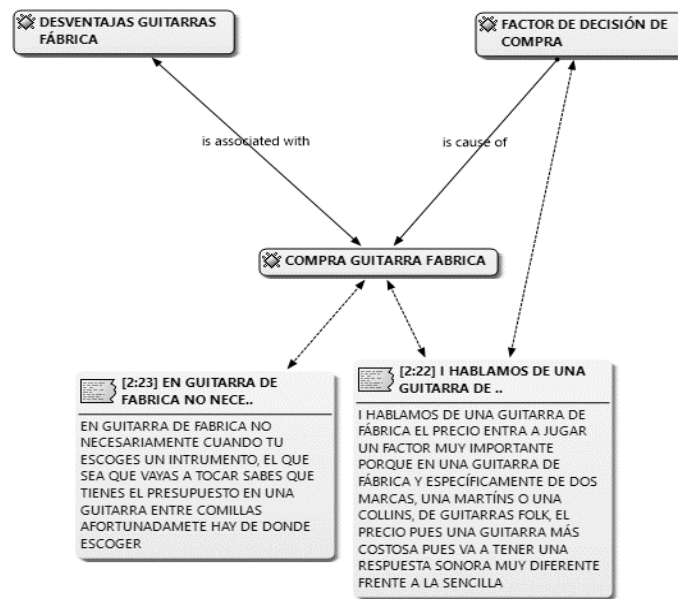 DESVENTAJAS GUITARRAS
FÁBRICA
FACTOR DE DECISIÓN DE
COMPRA
is associated with
is cause of
COMPRA GUITARRA FABRICA
[2:23] EN GUITARRA DE
FABRICA NO NECE..
EN GUITARRA DE FABRICA NO
NECESARIAMENTE CUANDO TU
ESCOGES UN INTRUMENTO, EL QUE
SEA QUE VAYAS A TOCAR SABES QUE
TIENES EL PRESUPUESTO EN UNA
GUITARRA ENTRE COMILLAS
AFORTUNADAMETE HAY DE DONDE
ESCOGER
[2:22] I HABLAMOS DE UNA
GUITARRA DE ..
I HABLAMOS DE UNA GUITARRA DE
FÁBRICA EL PRECIO ENTRA A JUGAR
UN FACTOR MUY IMPORTANTE
PORQUE EN UNA GUITARRA DE
FÁBRICA Y ESPECÍFICAMENTE DE DOS
MARCAS, UNA MARTÍNS O UNA
COLLINS, DE GUITARRAS FOLK, EL
PRECIO PUES UNA GUITARRA MÁS
COSTOSA PUES VA A TENER UNA
RESPUESTA SONORA MUY DIFERENTE
FRENTE A LA SENCILLA